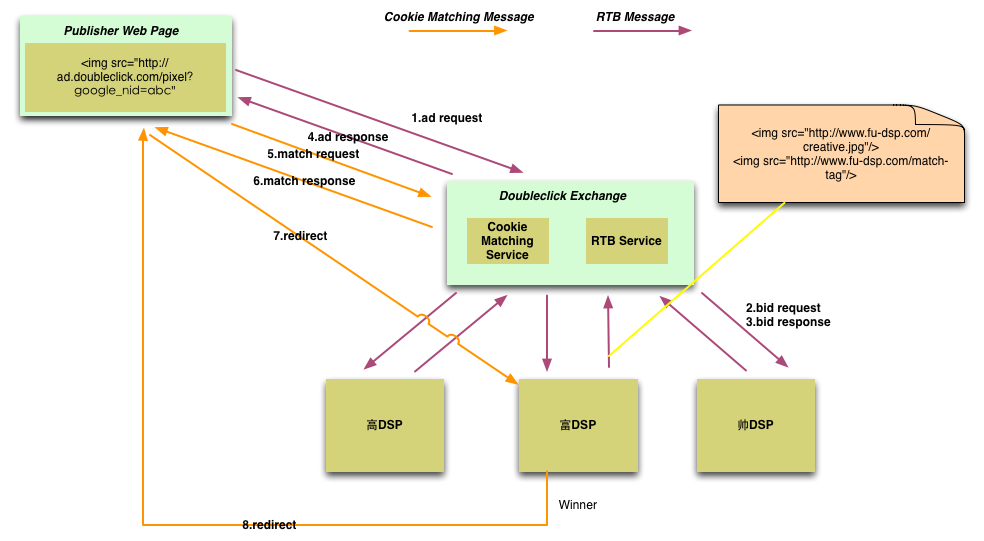 Cookie Matching Message
RTB Message
Publisher Web Page
<img src="http://
ad.doubleclick.com/pixel?
google_nid=abc"
1.ad request
4.ad response
5.match request
6.match response
7.redirect
<img src="http://www.fu-dsp.com/
creative.jpg"/>
<img src="http://www.fu-dsp.com/match-
tag"/>
Doubleclick Exchange
Cookie
Matching
Service
RTB Service
2.bid request
3.bid response
高DSP
富DSP
帅DSP
Winner
8.redirect